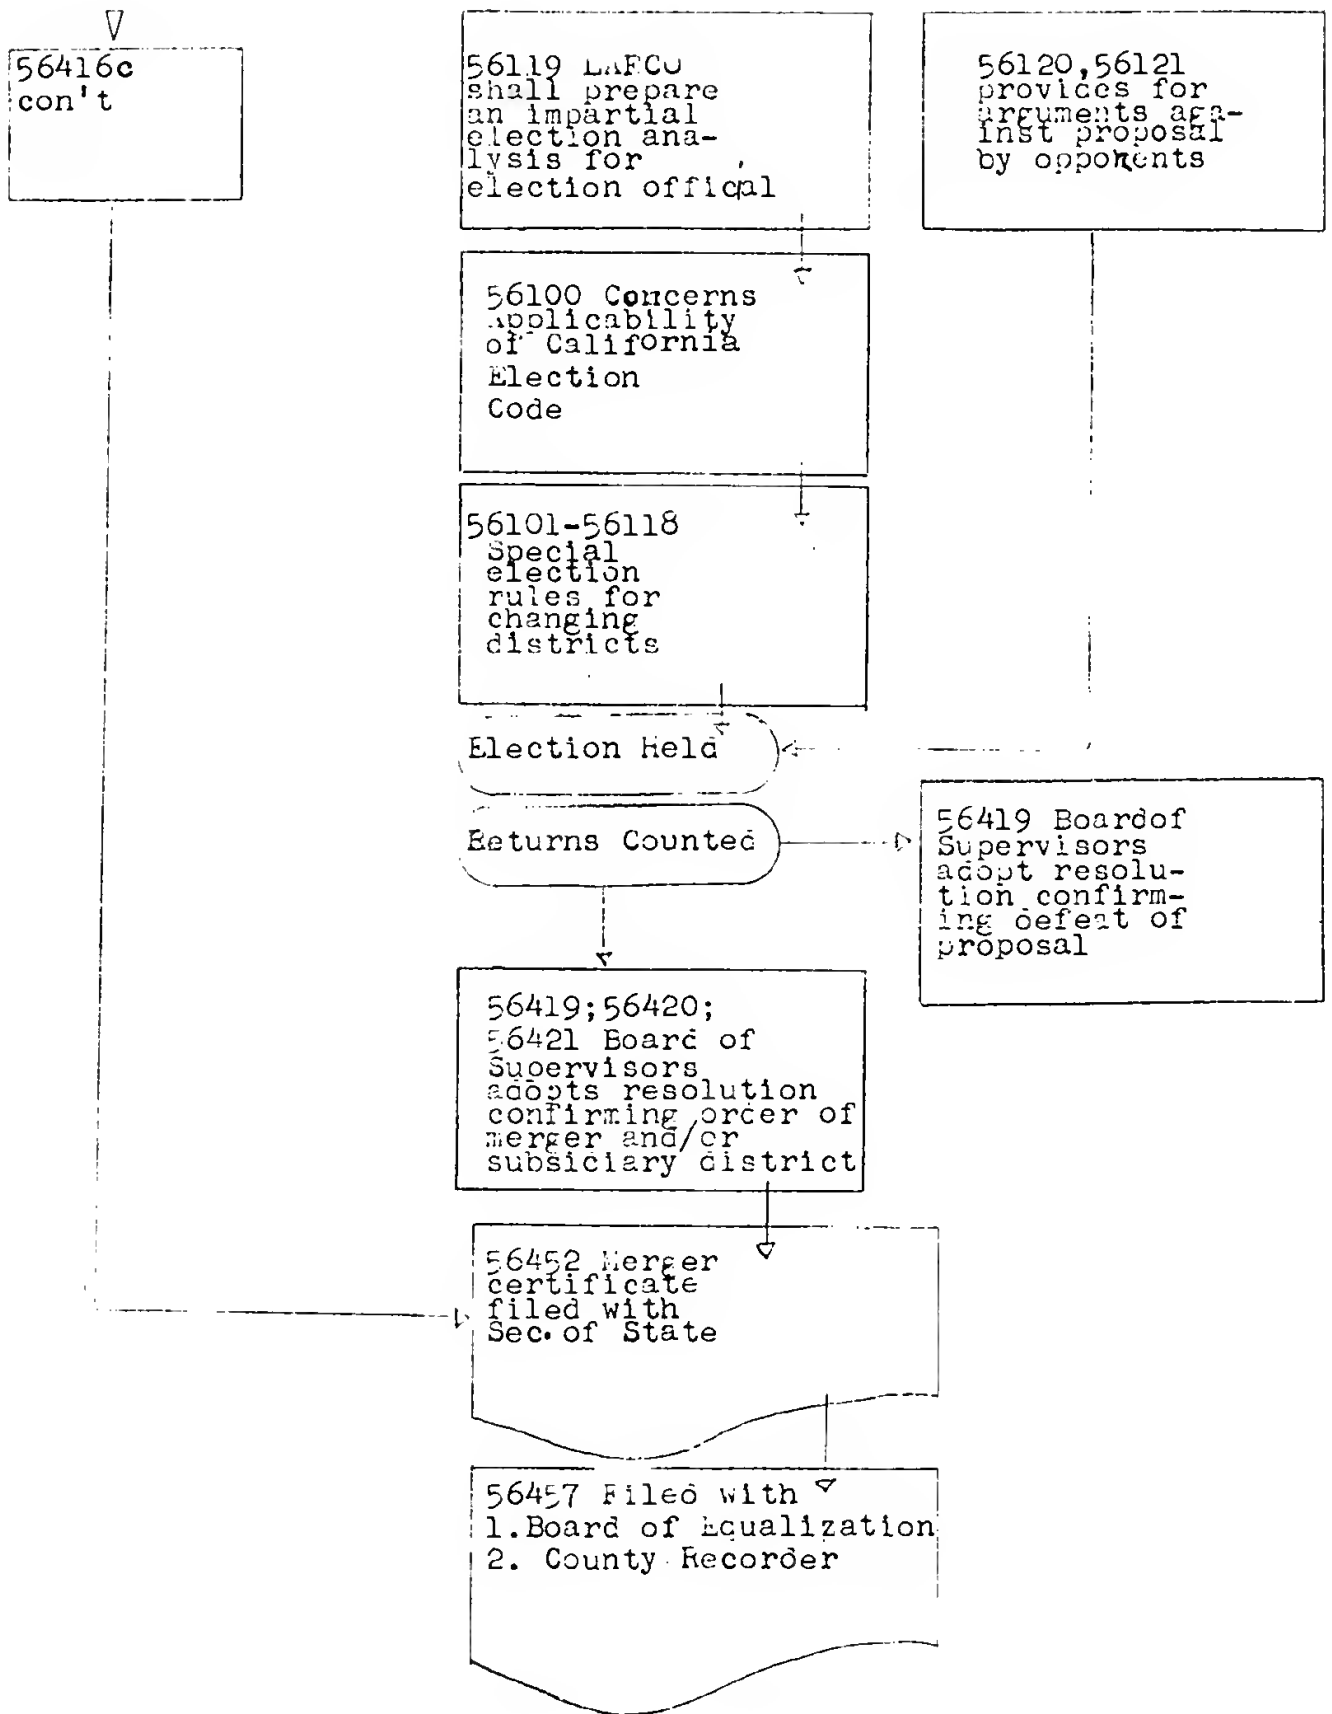 56416c
con't
56119 LAFCO
shall prepare
an impartial
election ana-
lysis for
election offical
56120,56121
provides for
arguments aga-
inst proposal
by opponents
56100 Concerns
Applicability
of California
Election
Code
56101-56118
Special
election
rules for
changing
districts
Election Held
Returns Counted
56419 Boardof
Supervisors
adopt resolu-
tion confirm-
ing defeat of
proposal
56419;56420;
56421 Board of
Supervisors
adopts resolution
confirming order of
merger and/or
subsidiary district
56452 Merger
certificate
filed with
Sec. of State
56457 Filed with
1.Board of Equalization
2. County Recorder